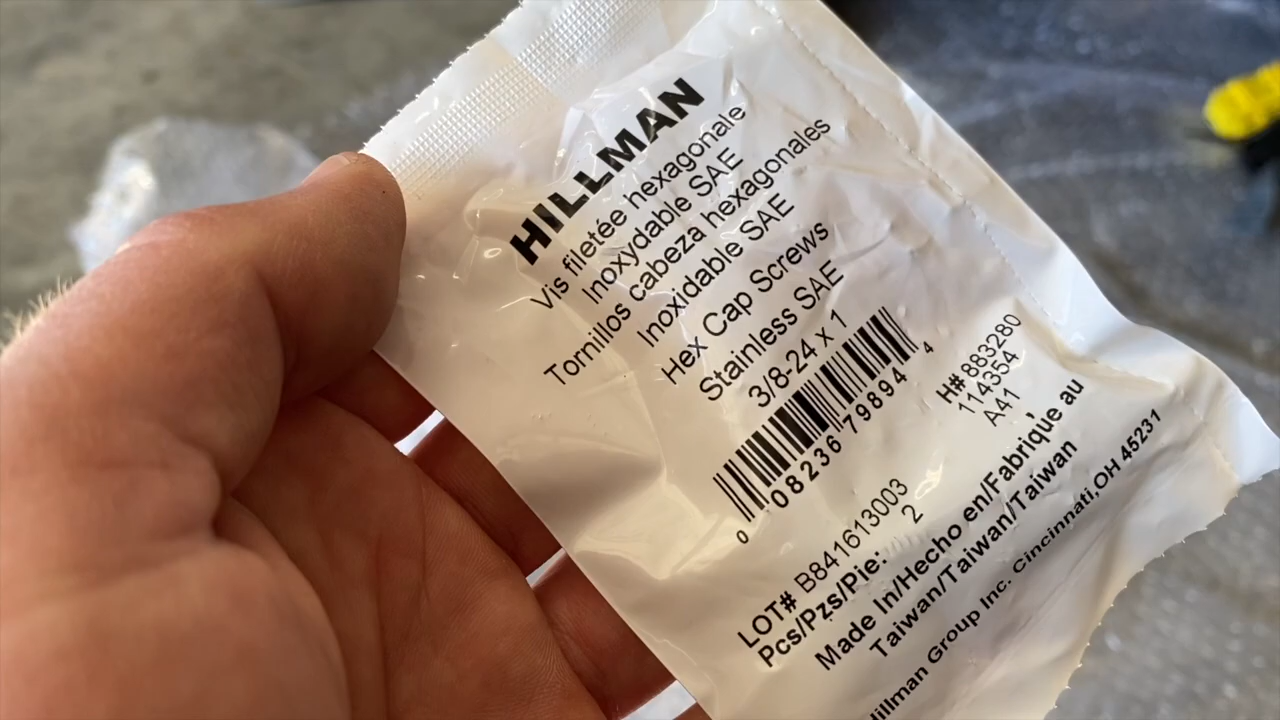 HILLMAN
Vis filetée hexagonale
Inoxydable SAE
Tornillos cabeza hexagonales
Inoxidable SAE
Hex Cap Screws
Stainless SAE
3/8-24 x 1
0 08236 79894 4
H# 883280
114354
A41
LOT# B841613003
Pcs/Pzs/Pie: 2
Made In/Hecho en/Fabriqué au
Taiwan/Taiwan/Taïwan
Hillman Group Inc. Cincinnati, OH 45231